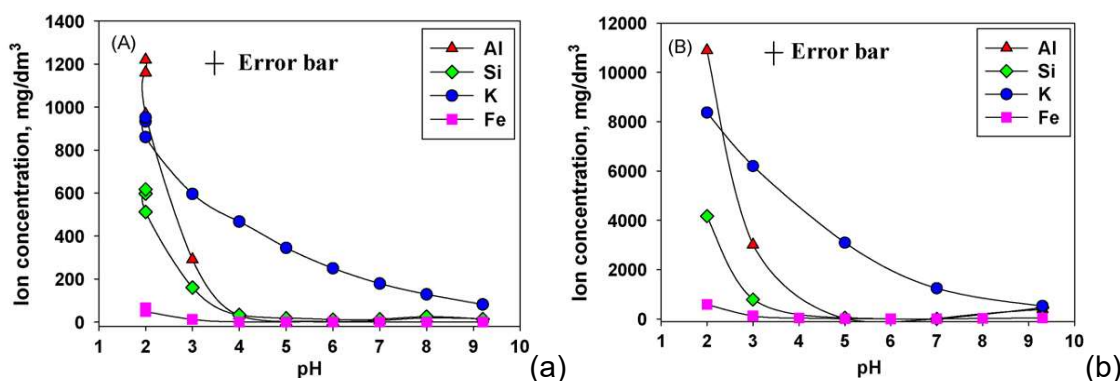 (A)
Error bar
Al
Si
K
Fe
Ion concentration, mg/dm³
1400
1200
1000
800
600
400
200
0
1 2 3 4 5 6 7 8 9 10
pH
(a)
(B)
Error bar
Al
Si
K
Fe
Ion concentration, mg/dm³
12000
10000
8000
6000
4000
2000
0
1 2 3 4 5 6 7 8 9 10
pH
(b)